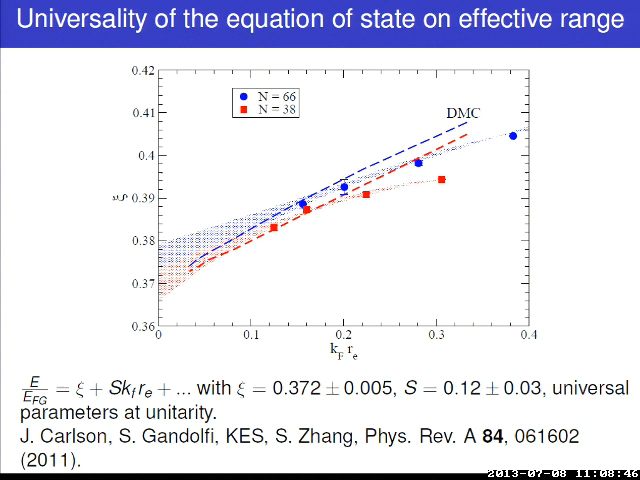 Universality of the equation of state on effective range
0.42
0.41
0.4
0.39
0.38
0.37
0.36
ξ
N = 66
N = 38
DMC
0 0.1 0.2 0.3 0.4
k_F r_e
E/E_FG = ξ + Sk_f r_e + ... with ξ = 0.372 ± 0.005, S = 0.12 ± 0.03, universal
parameters at unitarity.
J. Carlson, S. Gandolfi, KES, S. Zhang, Phys. Rev. A 84, 061602
(2011).
2013-07-08 11:08:46